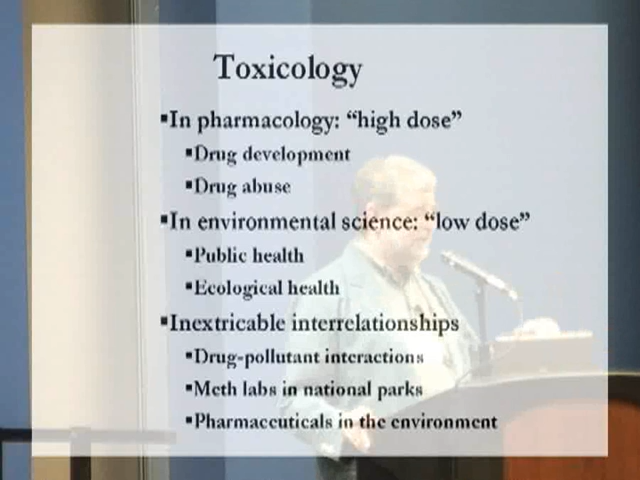 Toxicology
▪In pharmacology: “high dose”
▪Drug development
▪Drug abuse
▪In environmental science: “low dose”
▪Public health
▪Ecological health
▪Inextricable interrelationships
▪Drug-pollutant interactions
▪Meth labs in national parks
▪Pharmaceuticals in the environment